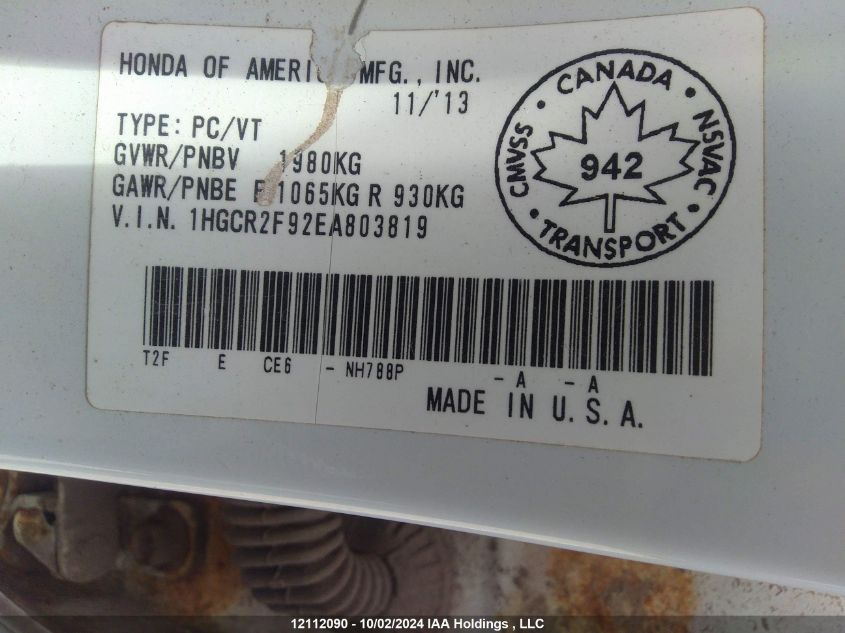 HONDA OF AMERIC MFG., INC.
11/'13
TYPE: PC/VT
GVWR/PNBV 1980KG
GAWR/PNBE F 1065KG R 930KG
V.I.N. 1HGCR2F92EA803819
CANADA
CMVSS
NSVAC
942
TRANSPORT
T2F E CE6 - NH788P - A - A
MADE IN U.S.A.
12112090 - 10/02/2024 IAA Holdings , LLC